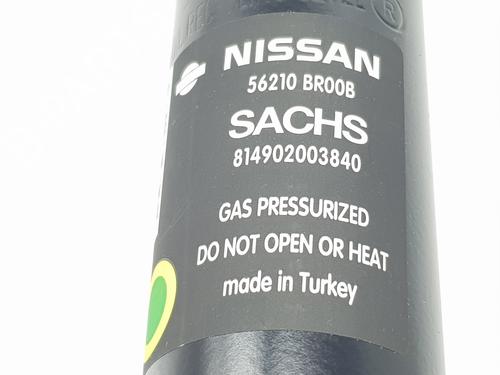 ®
NISSAN
56210 BR00B
SACHS
814902003840
GAS PRESSURIZED
DO NOT OPEN OR HEAT
made in Turkey